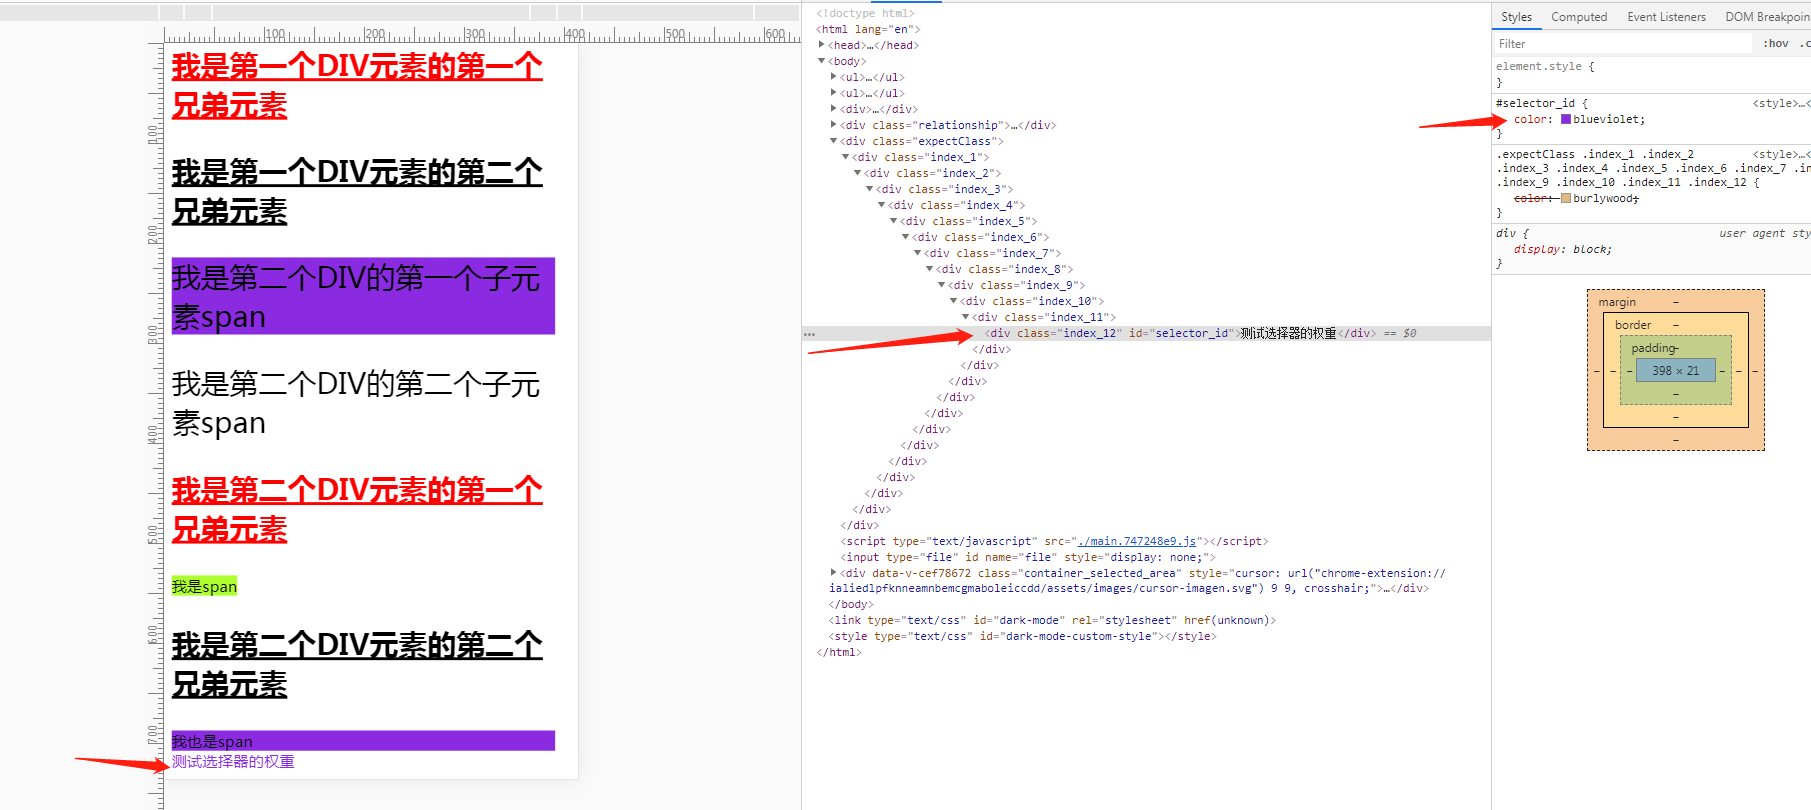 100
200
300
400
500
600
100
200
300
400
500
600
700
我是第一个DIV元素的第一个
兄弟元素
我是第一个DIV元素的第二个
兄弟元素
我是第二个DIV的第一个子元
素span
我是第二个DIV的第二个子元
素span
我是第二个DIV元素的第一个
兄弟元素
我是span
我是第二个DIV元素的第二个
兄弟元素
我也是span
测试选择器的权重
<!doctype html>
<html lang="en">
<head>…</head>
<body>
<ul>…</ul>
<ul>…</ul>
<div>…</div>
<div class="relationship">…</div>
<div class="expectClass">
<div class="index_1">
<div class="index_2">
<div class="index_3">
<div class="index_4">
<div class="index_5">
<div class="index_6">
<div class="index_7">
<div class="index_8">
<div class="index_9">
<div class="index_10">
<div class="index_11">
… <div class="index_12" id="selector_id">测试选择器的权重</div> == $0
</div>
</div>
</div>
</div>
</div>
</div>
</div>
</div>
</div>
</div>
</div>
</div>
<script type="text/javascript" src="./main.747248e9.js"></script>
<input type="file" id name="file" style="display: none;">
<div data-v-cef78672 class="container_selected_area" style="cursor: url("chrome-extension://
ialiedlpfknneamnbemcgmaboleiccdd/assets/images/cursor-imagen.svg") 9 9, crosshair;">…</div>
</body>
<link type="text/css" id="dark-mode" rel="stylesheet" href(unknown)>
<style type="text/css" id="dark-mode-custom-style"></style>
</html>
Styles Computed Event Listeners DOM Breakpoin
Filter :hov .c
element.style {
}
#selector_id { <style>…<
color: blueviolet;
}
.expectClass .index_1 .index_2 <style>…<
.index_3 .index_4 .index_5 .index_6 .index_7 .in
.index_9 .index_10 .index_11 .index_12 {
color: burlywood;
}
div { user agent sty
display: block;
}
margin –
border –
padding –
– – – 398 × 21 – – –
–
–
–